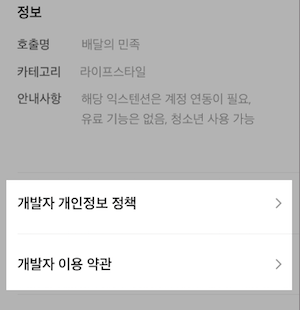 정보
호출명 배달의 민족
카테고리 라이프스타일
안내사항 해당 익스텐션은 계정 연동이 필요,
유료 기능은 없음, 청소년 사용 가능
개발자 개인정보 정책
개발자 이용 약관